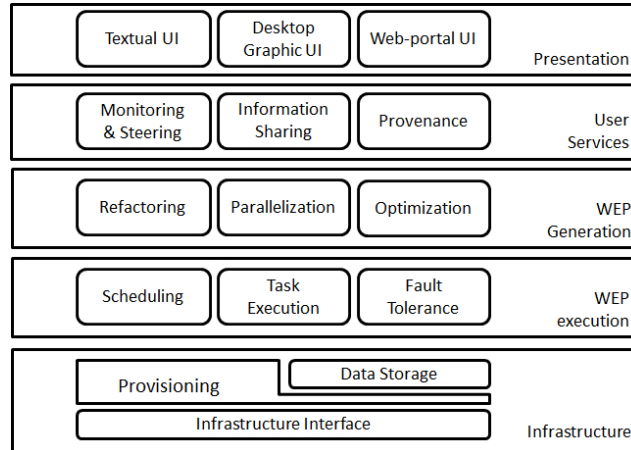 Textual UI
Desktop
Graphic UI
Web-portal UI
Presentation
Monitoring
& Steering
Information
Sharing
Provenance
User
Services
Refactoring
Parallelization
Optimization
WEP
Generation
Scheduling
Task
Execution
Fault
Tolerance
WEP
execution
Provisioning
Data Storage
Infrastructure Interface
Infrastructure